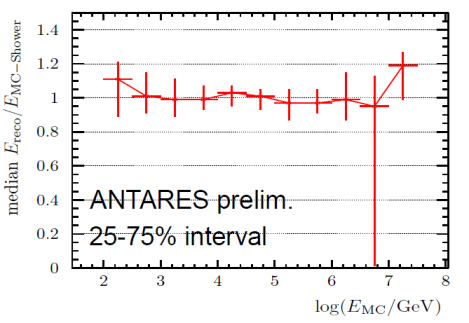 median E_reco/E_MC−Shower
1.4
1.2
1
0.8
0.6
0.4
0.2
0
ANTARES prelim.
25-75% interval
2 3 4 5 6 7 8
log(E_MC/GeV)